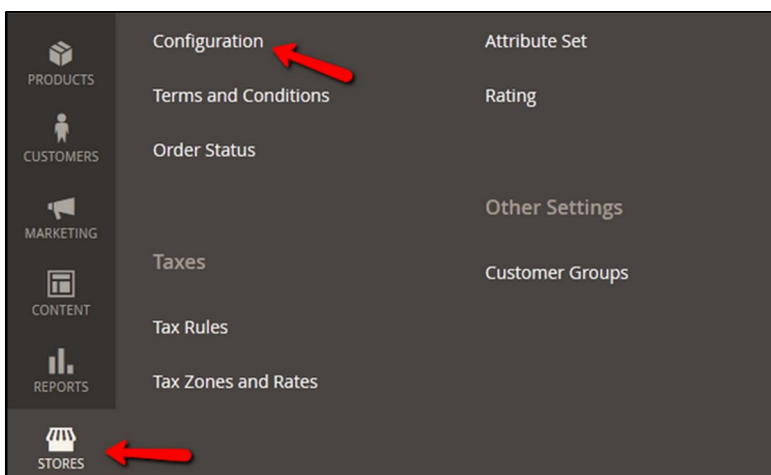 PRODUCTS
CUSTOMERS
MARKETING
CONTENT
REPORTS
STORES
Configuration
Terms and Conditions
Order Status
Taxes
Tax Rules
Tax Zones and Rates
Attribute Set
Rating
Other Settings
Customer Groups